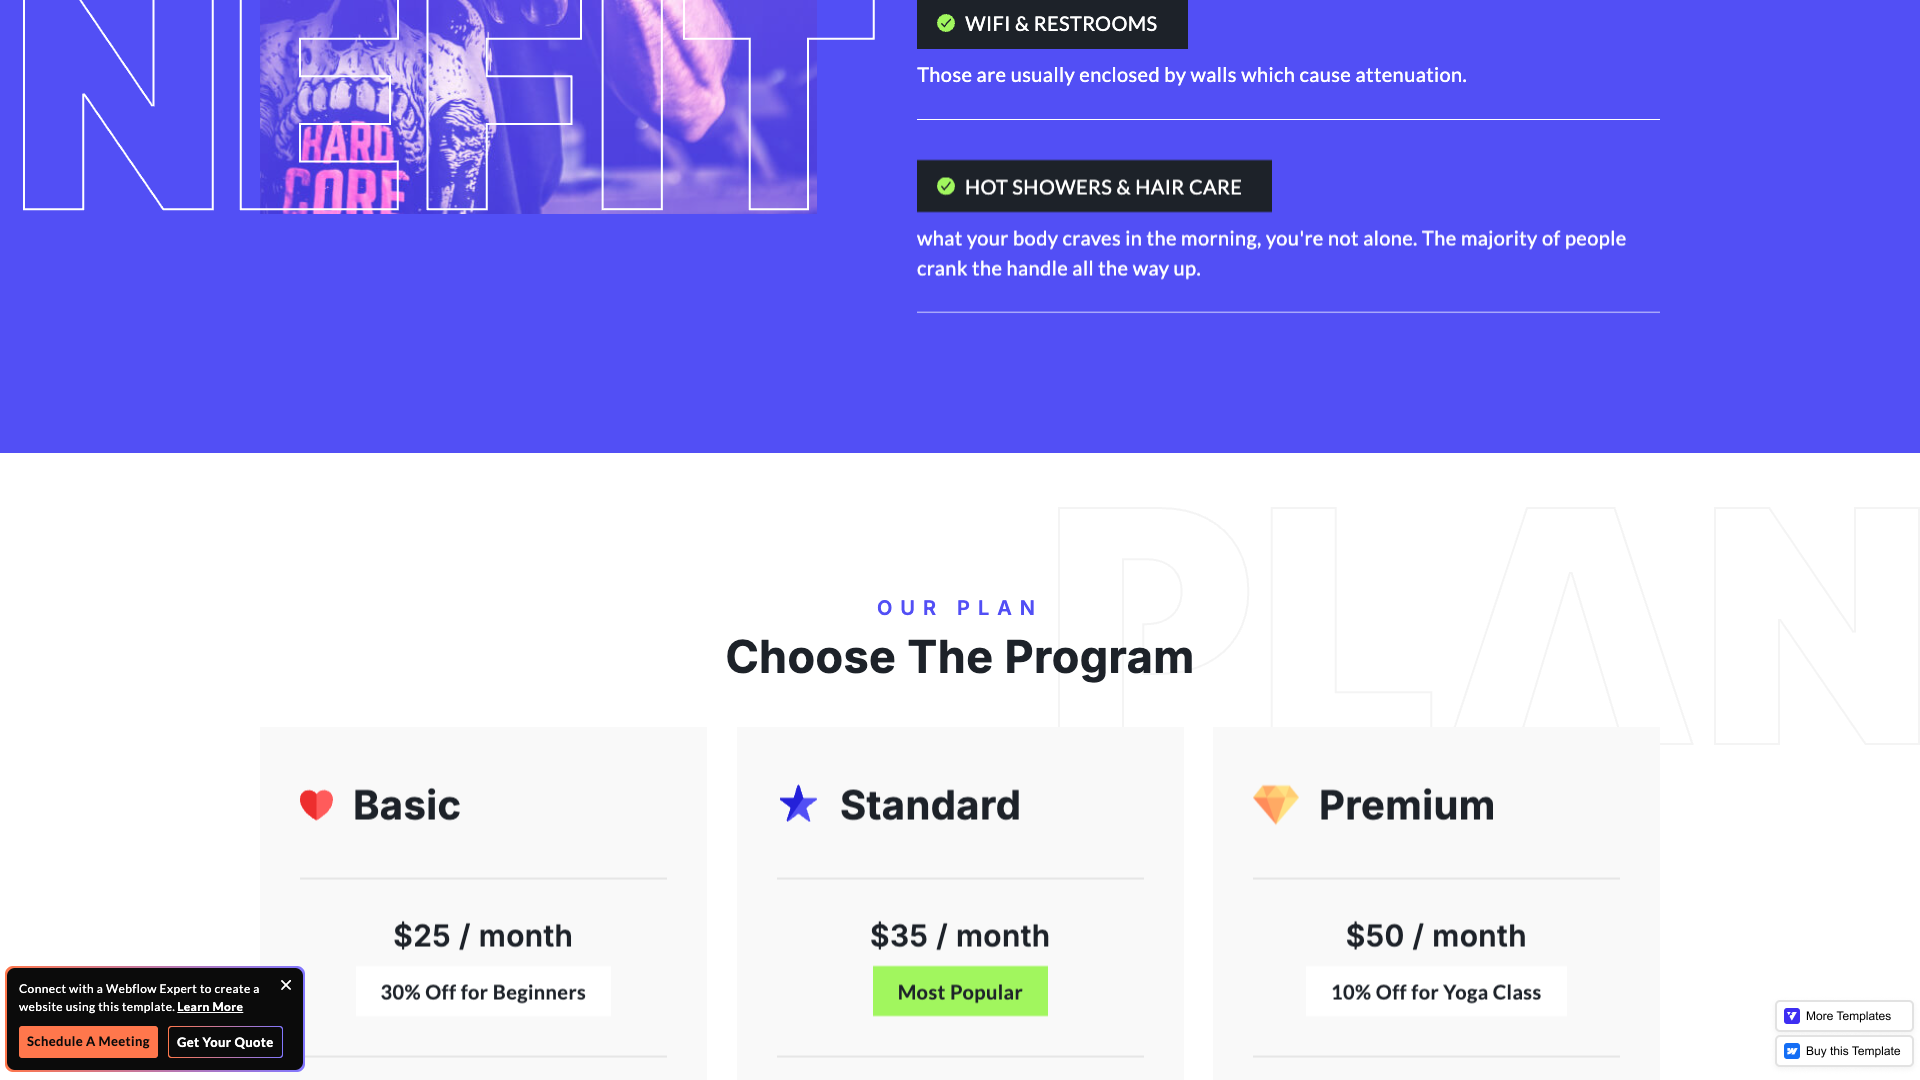 NEFIT
HARD
CORE
WIFI & RESTROOMS
Those are usually enclosed by walls which cause attenuation.
HOT SHOWERS & HAIR CARE
what your body craves in the morning, you're not alone. The majority of people
crank the handle all the way up.
PLAN
OUR PLAN
Choose The Program
Basic
$25 / month
30% Off for Beginners
Standard
$35 / month
Most Popular
Premium
$50 / month
10% Off for Yoga Class
Connect with a Webflow Expert to create a
website using this template. Learn More
Schedule A Meeting
Get Your Quote
More Templates
Buy this Template